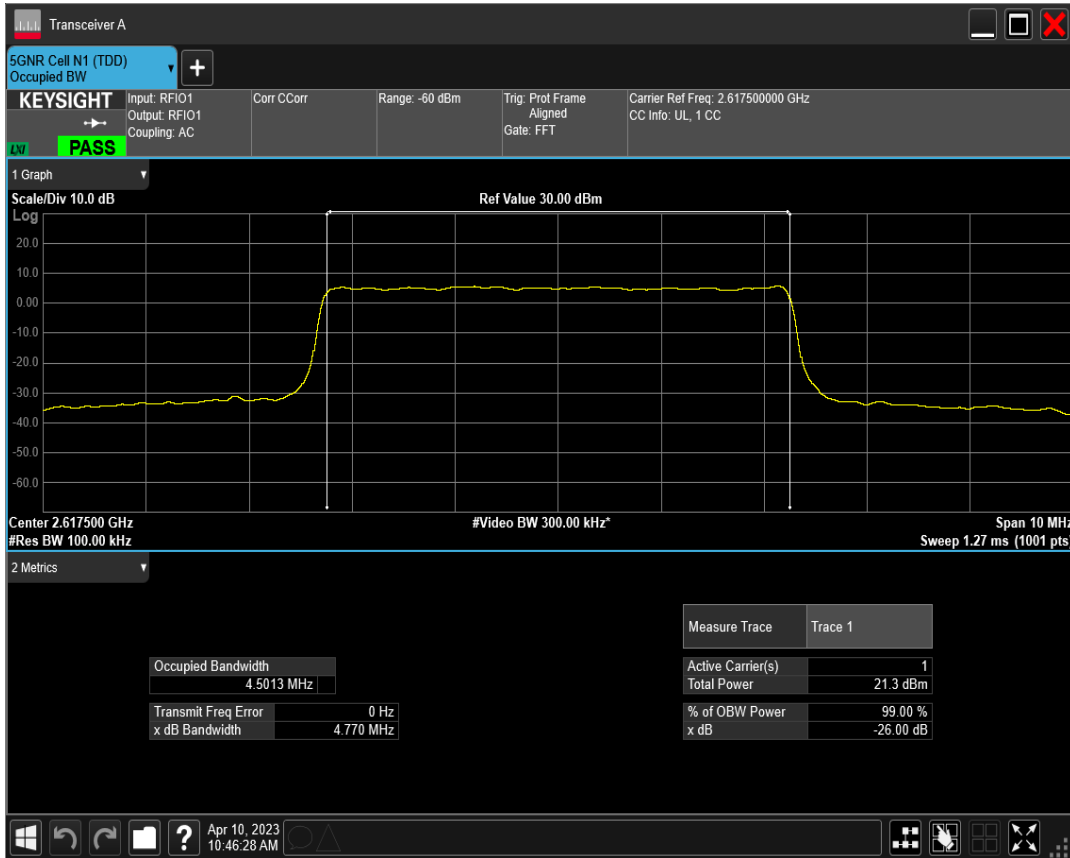 Transceiver A
5GNR Cell N1 (TDD)
Occupied BW
+
KEYSIGHT
LXI
PASS
Input: RFIO1
Output: RFIO1
Coupling: AC
Corr CCorr
Range: -60 dBm
Trig: Prot Frame
Aligned
Gate: FFT
Carrier Ref Freq: 2.617500000 GHz
CC Info: UL, 1 CC
1 Graph
Scale/Div 10.0 dB
Ref Value 30.00 dBm
Log
20.0
10.0
0.00
-10.0
-20.0
-30.0
-40.0
-50.0
-60.0
Center 2.617500 GHz
#Video BW 300.00 kHz*
Span 10 MHz
#Res BW 100.00 kHz
Sweep 1.27 ms (1001 pts)
2 Metrics
Measure Trace Trace 1
Occupied Bandwidth
4.5013 MHz
Active Carrier(s) 1
Total Power 21.3 dBm
Transmit Freq Error 0 Hz
x dB Bandwidth 4.770 MHz
% of OBW Power 99.00 %
x dB -26.00 dB
?
Apr 10, 2023
10:46:28 AM